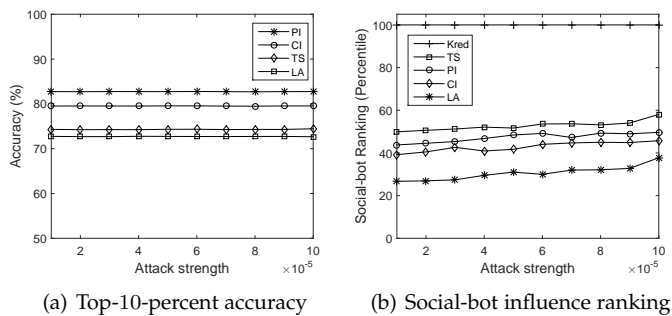 100
90
80
70
60
50
Accuracy (%)
PI
CI
TS
LA
2 4 6 8 10
Attack strength ×10⁻⁵
(a) Top-10-percent accuracy
100
80
60
40
20
0
Social-bot Ranking (Percentile)
Kred
TS
PI
CI
LA
2 4 6 8 10
Attack strength ×10⁻⁵
(b) Social-bot influence ranking